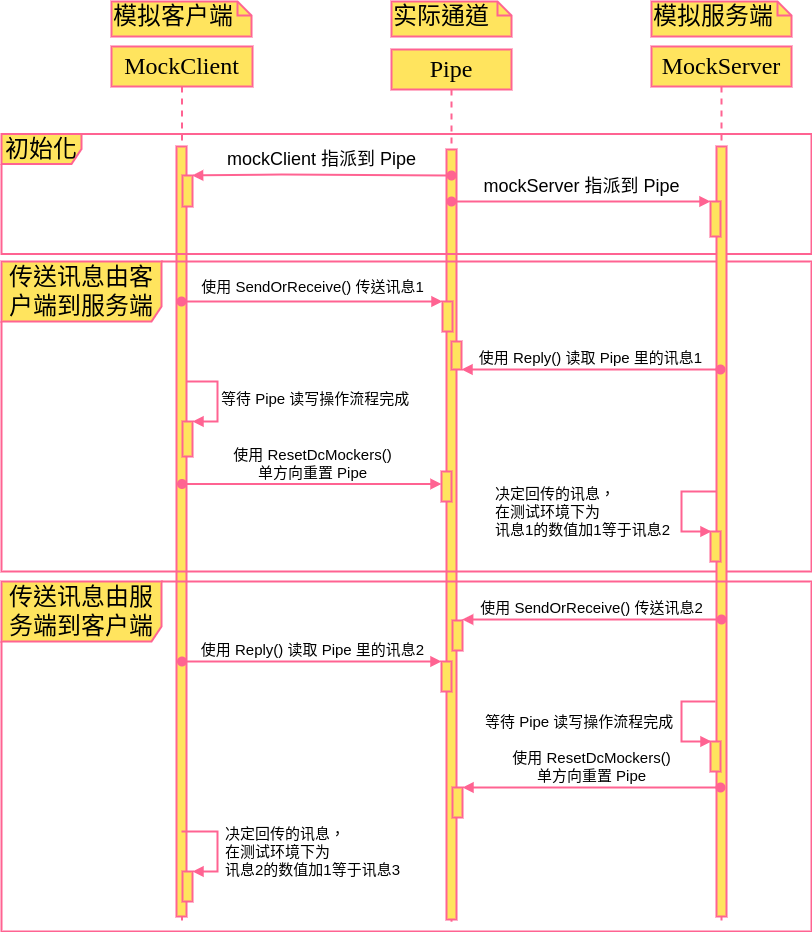 模拟客户端
实际通道
模拟服务端
MockClient
Pipe
MockServer
初始化
mockClient 指派到 Pipe
mockServer 指派到 Pipe
传送讯息由客
户端到服务端
使用 SendOrReceive() 传送讯息1
使用 Reply() 读取 Pipe 里的讯息1
等待 Pipe 读写操作流程完成
使用 ResetDcMockers()
单方向重置 Pipe
决定回传的讯息，
在测试环境下为
讯息1的数值加1等于讯息2
传送讯息由服
务端到客户端
使用 SendOrReceive() 传送讯息2
使用 Reply() 读取 Pipe 里的讯息2
等待 Pipe 读写操作流程完成
使用 ResetDcMockers()
单方向重置 Pipe
决定回传的讯息，
在测试环境下为
讯息2的数值加1等于讯息3